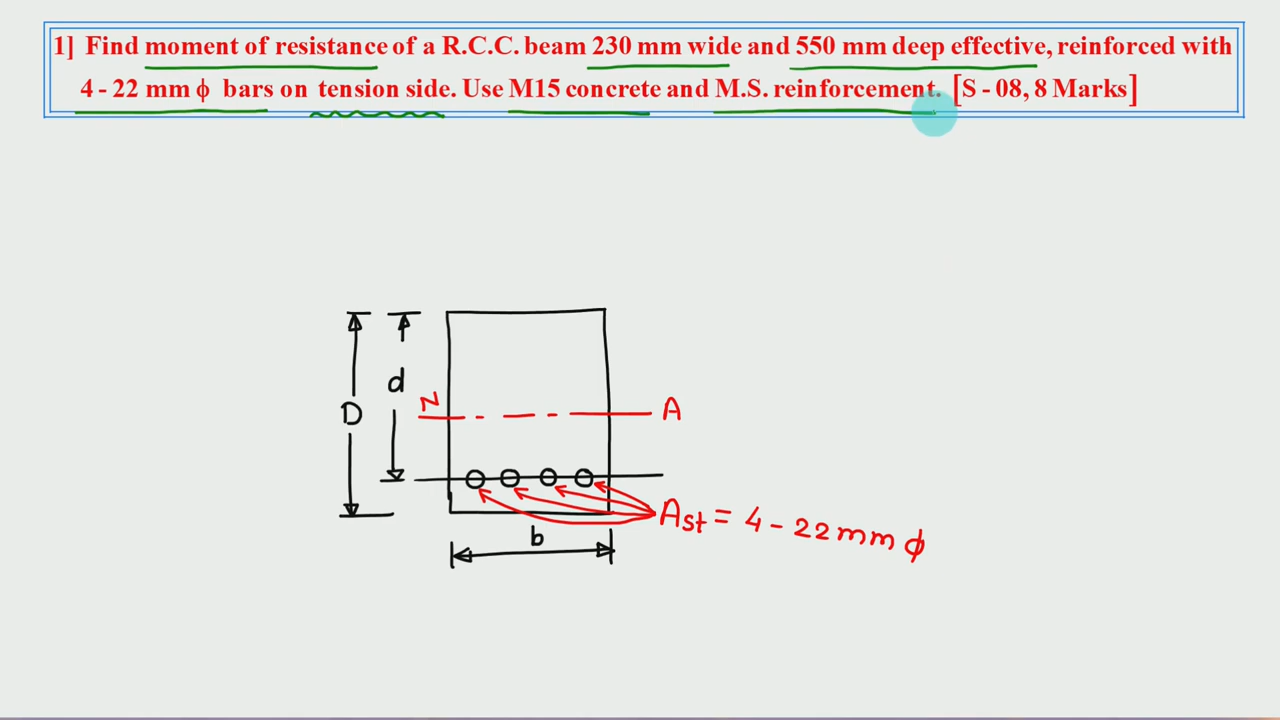 1] Find moment of resistance of a R.C.C. beam 230 mm wide and 550 mm deep effective, reinforced with
4 - 22 mm ϕ bars on tension side. Use M15 concrete and M.S. reinforcement. [S - 08, 8 Marks]
d
D
N
A
Ast = 4 - 22 mm ϕ
b